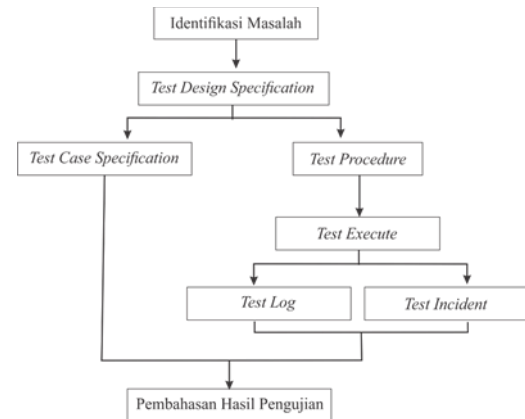 Identifikasi Masalah
Test Design Specification
Test Case Specification
Test Procedure
Test Execute
Test Log
Test Incident
Pembahasan Hasil Pengujian